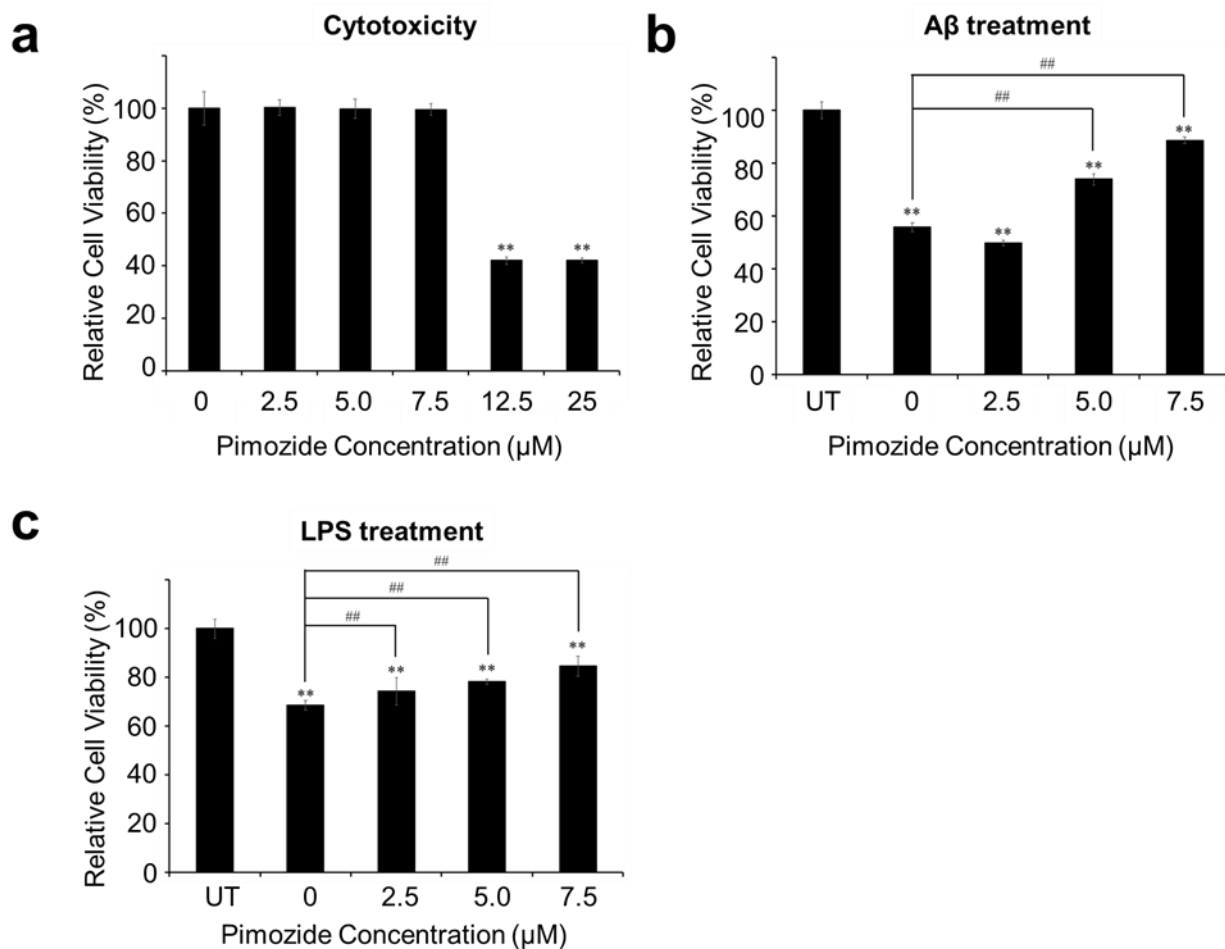 a
Cytotoxicity
Relative Cell Viability (%)
100
80
60
40
20
0
** **
0 2.5 5.0 7.5 12.5 25
Pimozide Concentration (µM)
b
Aβ treatment
Relative Cell Viability (%)
100
80
60
40
20
0
##
##
** ** ** **
UT 0 2.5 5.0 7.5
Pimozide Concentration (µM)
c
LPS treatment
Relative Cell Viability (%)
100
80
60
40
20
0
##
##
##
** ** ** **
UT 0 2.5 5.0 7.5
Pimozide Concentration (µM)